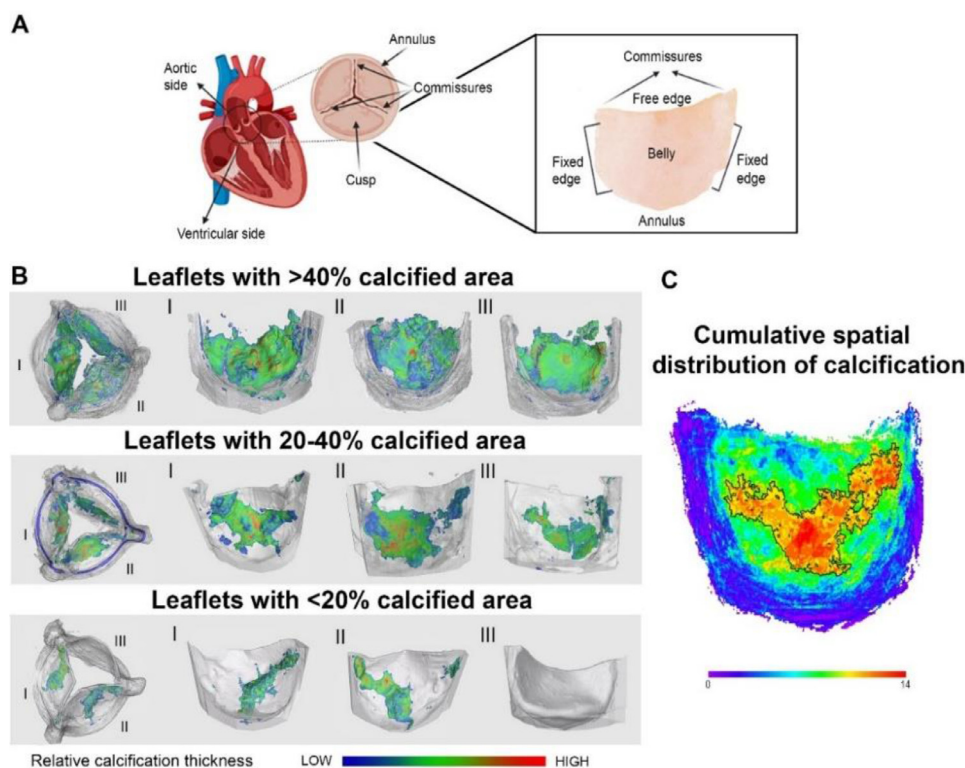 A
Aortic
side
Ventricular side
Annulus
Commissures
Cusp
Commissures
Free edge
Fixed
edge
Belly
Fixed
edge
Annulus
B
Leaflets with >40% calcified area
I
II
III
I
II
III
Leaflets with 20-40% calcified area
I
II
III
I
II
III
Leaflets with <20% calcified area
I
II
III
I
II
III
Relative calcification thickness
LOW
HIGH
C
Cumulative spatial
distribution of calcification
0
14